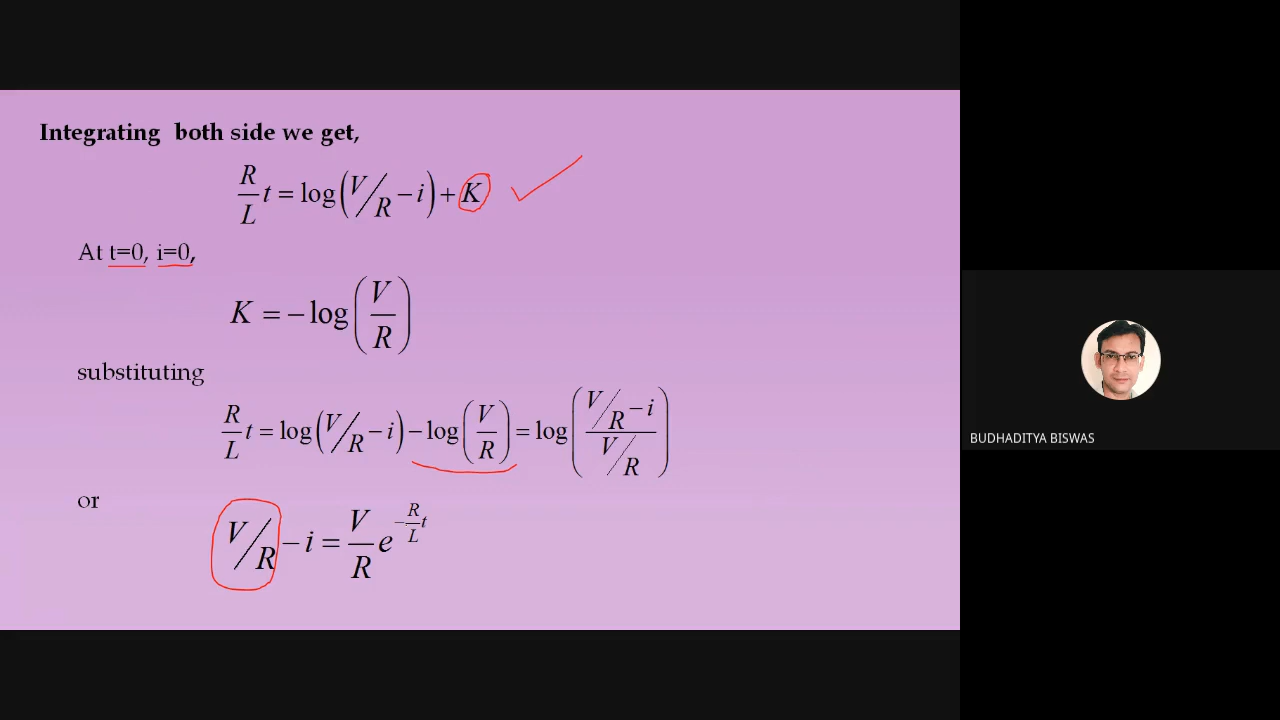 Integrating both side we get,
R/L t = log(V/R − i) + K
At t=0, i=0,
K = − log(V/R)
substituting
R/L t = log(V/R − i) − log(V/R) = log((V/R − i)/(V/R))
or
V/R − i = V/R e^(−R/L t)
BUDHADITYA BISWAS